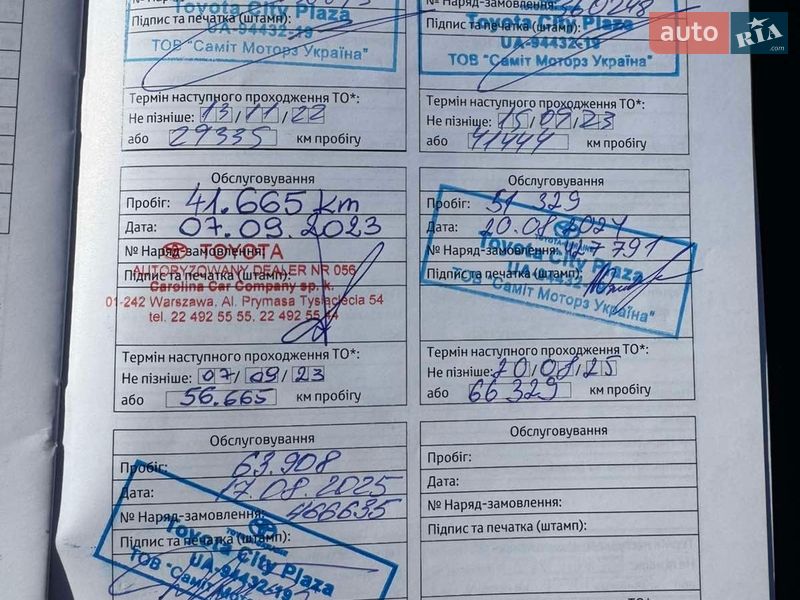 Toyota City Plaza
Підпис та печатка (штамп):
UA-94432-19
ТОВ "Саміт Моторз Україна"
Термін наступного проходження ТО*:
Не пізніше: 13/11/22
або 29335 км пробігу
№ Наряд-замовлення:
Toyota City Plaza
Підпис та печатка (штамп):
UA-94432-19
ТОВ "Саміт Моторз Україна"
auto RIA .com
Термін наступного проходження ТО*:
Не пізніше: 15/09/23
або 41444 км пробігу
Обслуговування
Пробіг: 41.665 km
Дата: 07.09.2023
№ Наряд-замовлення:
TOYOTA
Підпис та печатка (штамп):
AUTORYZOWANY DEALER NR 056
Carolina Car Company sp. k.
01-242 Warszawa, Al. Prymasa Tysiąclecia 54
tel. 22 492 55 55, 22 492 55 44
Термін наступного проходження ТО*:
Не пізніше: 07/09/23
або 56.665 км пробігу
Обслуговування
Пробіг: 51 329
Дата: 20.08.2024
№ Наряд-замовлення: 427791
Підпис та печатка (штамп):
Toyota City Plaza
UA-94432-19
ТОВ "Саміт Моторз Україна"
Термін наступного проходження ТО*:
Не пізніше: 20/08/25
або 66 329 км пробігу
Обслуговування
Пробіг: 63.908
Дата: 17.08.2025
№ Наряд-замовлення: 466635
Підпис та печатка (штамп):
Toyota City Plaza
UA-94432-19
ТОВ "Саміт Моторз
Обслуговування
Пробіг:
Дата:
№ Наряд-замовлення:
Підпис та печатка (штамп):